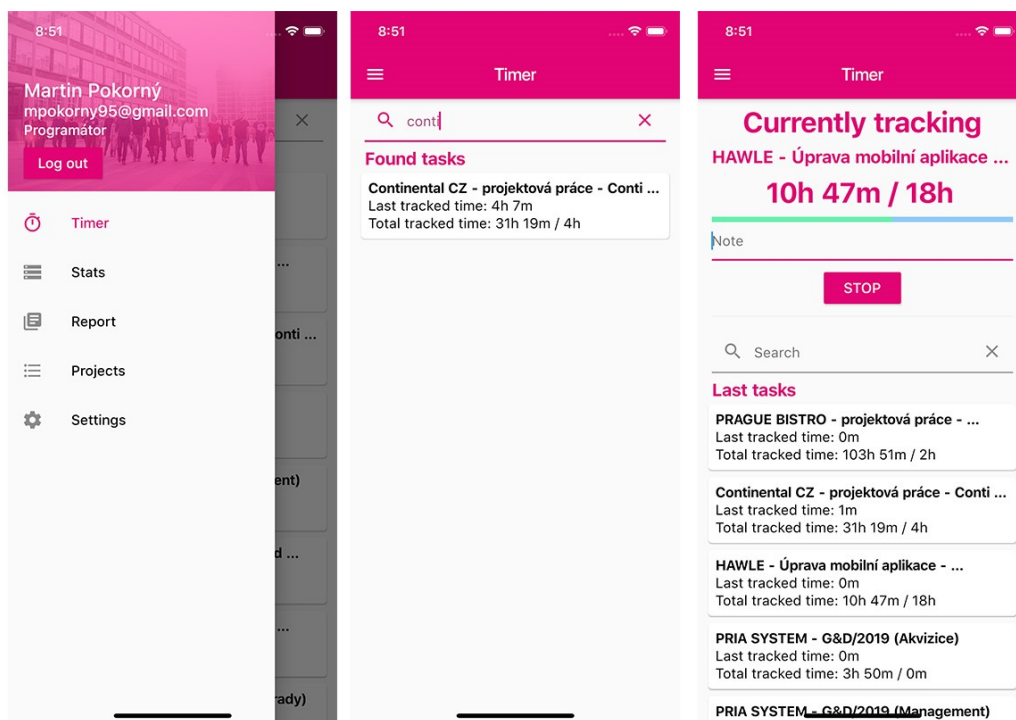 8:51
Martin Pokorný
mpokorny95@gmail.com
Programátor
Log out
Timer
Stats
Report
Projects
Settings
...
onti ...
ent)
d ...
...
rady)
8:51
Timer
conti
Found tasks
Continental CZ - projektová práce - Conti ...
Last tracked time: 4h 7m
Total tracked time: 31h 19m / 4h
8:51
Timer
Currently tracking
HAWLE - Úprava mobilní aplikace ...
10h 47m / 18h
Note
STOP
Search
Last tasks
PRAGUE BISTRO - projektová práce - ...
Last tracked time: 0m
Total tracked time: 103h 51m / 2h
Continental CZ - projektová práce - Conti ...
Last tracked time: 1m
Total tracked time: 31h 19m / 4h
HAWLE - Úprava mobilní aplikace - ...
Last tracked time: 0m
Total tracked time: 10h 47m / 18h
PRIA SYSTEM - G&D/2019 (Akvizice)
Last tracked time: 0m
Total tracked time: 3h 50m / 0m
PRIA SYSTEM - G&D/2019 (Management)